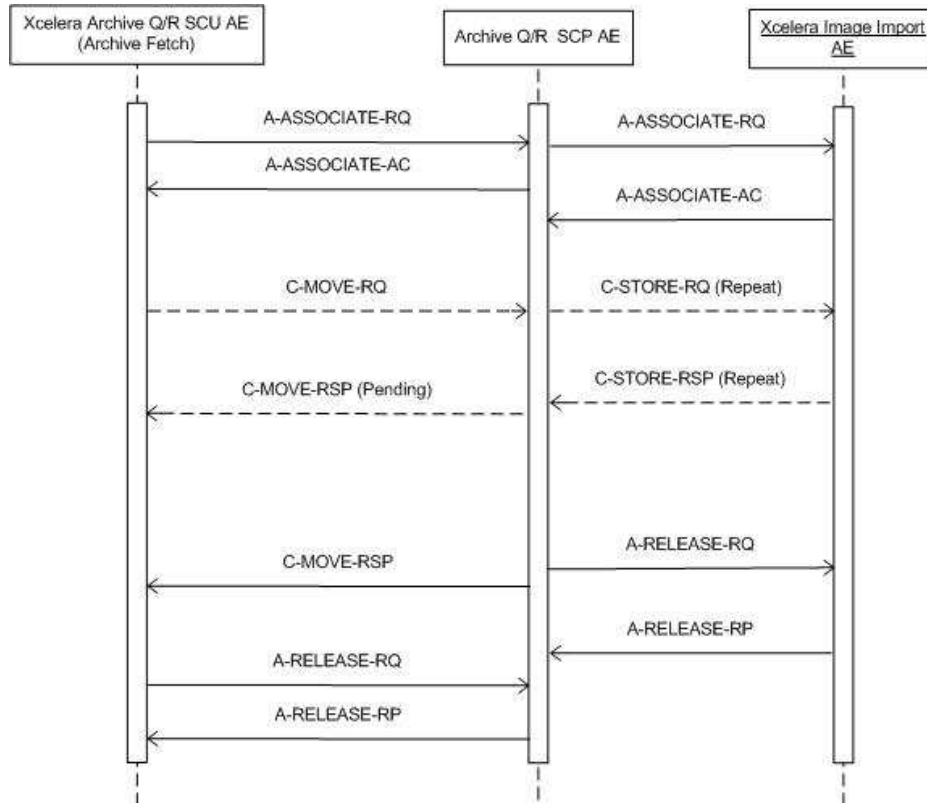 Xcelera Archive Q/R SCU AE
(Archive Fetch)
Archive Q/R SCP AE
Xcelera Image Import
AE
A-ASSOCIATE-RQ
A-ASSOCIATE-RQ
A-ASSOCIATE-AC
A-ASSOCIATE-AC
C-MOVE-RQ
C-STORE-RQ (Repeat)
C-MOVE-RSP (Pending)
C-STORE-RSP (Repeat)
C-MOVE-RSP
A-RELEASE-RQ
A-RELEASE-RP
A-RELEASE-RQ
A-RELEASE-RP